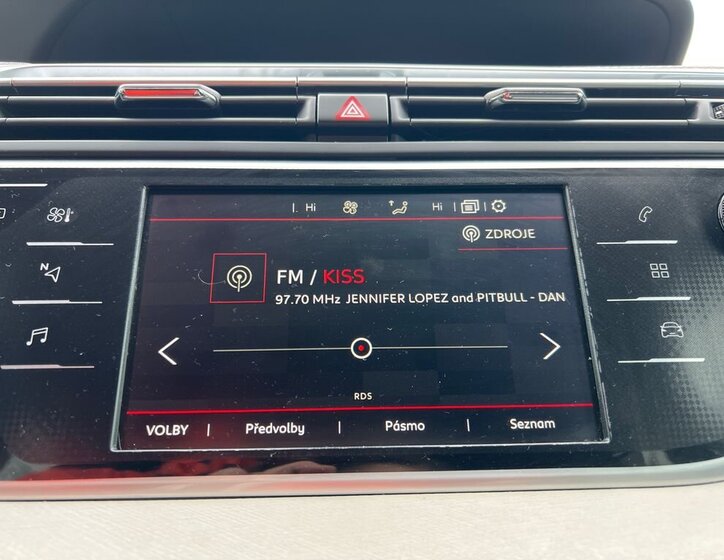 Hi Hi
ZDROJE
FM / KISS
97.70 MHz JENNIFER LOPEZ and PITBULL - DAN
RDS
VOLBY | Předvolby | Pásmo | Seznam
N